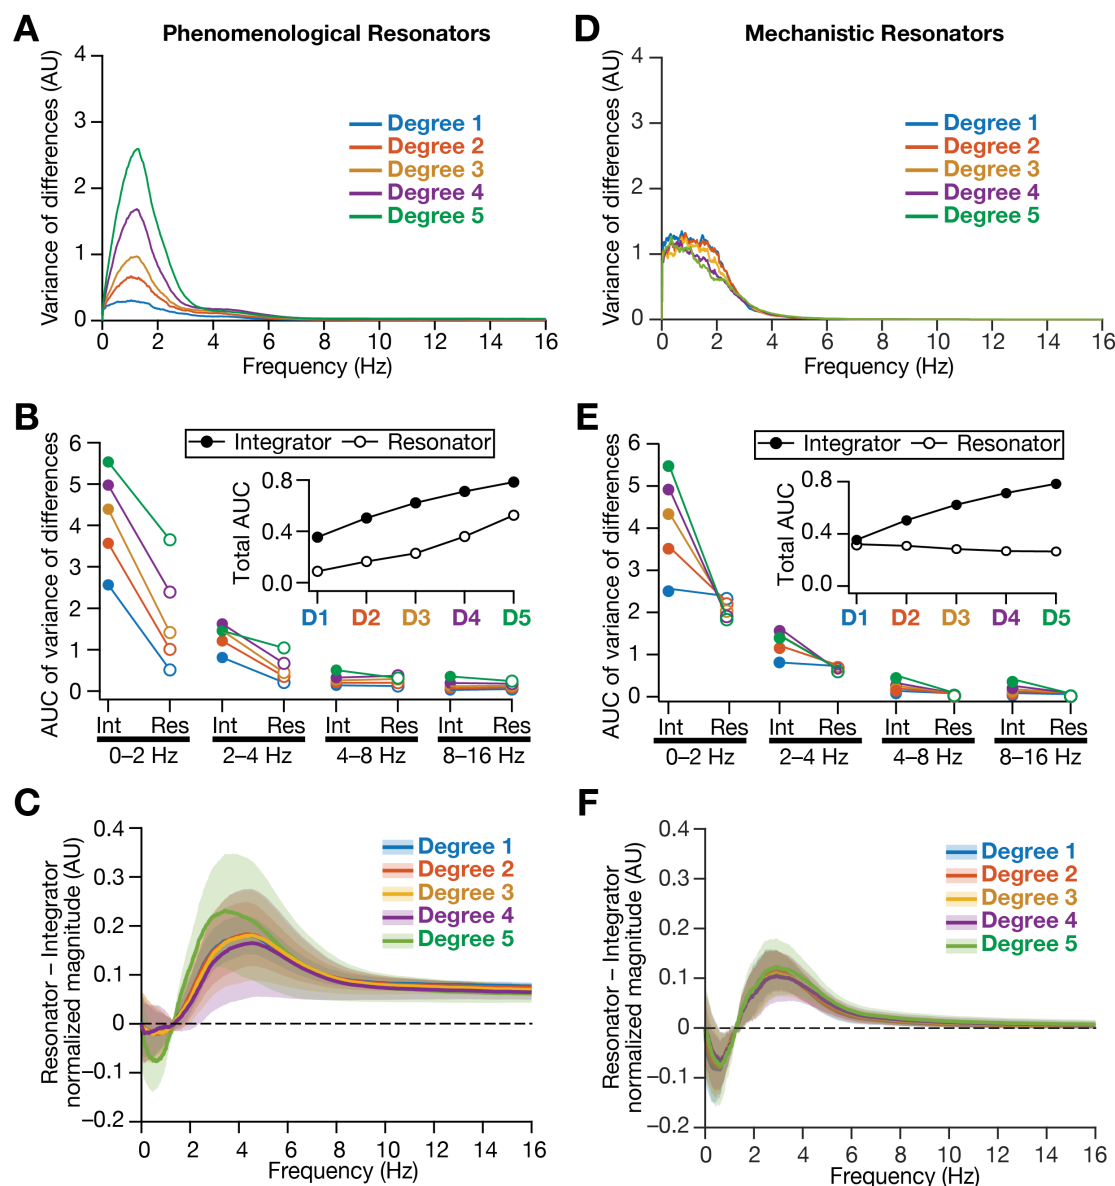 A
Phenomenological Resonators
Variance of differences (AU)
4
3
2
1
0
Degree 1
Degree 2
Degree 3
Degree 4
Degree 5
0 2 4 6 8 10 12 14 16
Frequency (Hz)
D
Mechanistic Resonators
Variance of differences (AU)
4
3
2
1
0
Degree 1
Degree 2
Degree 3
Degree 4
Degree 5
0 2 4 6 8 10 12 14 16
Frequency (Hz)
B
AUC of variance of differences
6
5
4
3
2
1
0
Integrator Resonator
Total AUC
0.8
0.4
0.0
D1 D2 D3 D4 D5
Int Res Int Res Int Res Int Res
0–2 Hz 2–4 Hz 4–8 Hz 8–16 Hz
E
AUC of variance of differences
6
5
4
3
2
1
0
Integrator Resonator
Total AUC
0.8
0.4
0.0
D1 D2 D3 D4 D5
Int Res Int Res Int Res Int Res
0–2 Hz 2–4 Hz 4–8 Hz 8–16 Hz
C
Resonator – Integrator
normalized magnitude (AU)
0.4
0.3
0.2
0.1
0
–0.1
–0.2
Degree 1
Degree 2
Degree 3
Degree 4
Degree 5
0 2 4 6 8 10 12 14 16
Frequency (Hz)
F
Resonator – Integrator
normalized magnitude (AU)
0.4
0.3
0.2
0.1
0
–0.1
–0.2
Degree 1
Degree 2
Degree 3
Degree 4
Degree 5
0 2 4 6 8 10 12 14 16
Frequency (Hz)